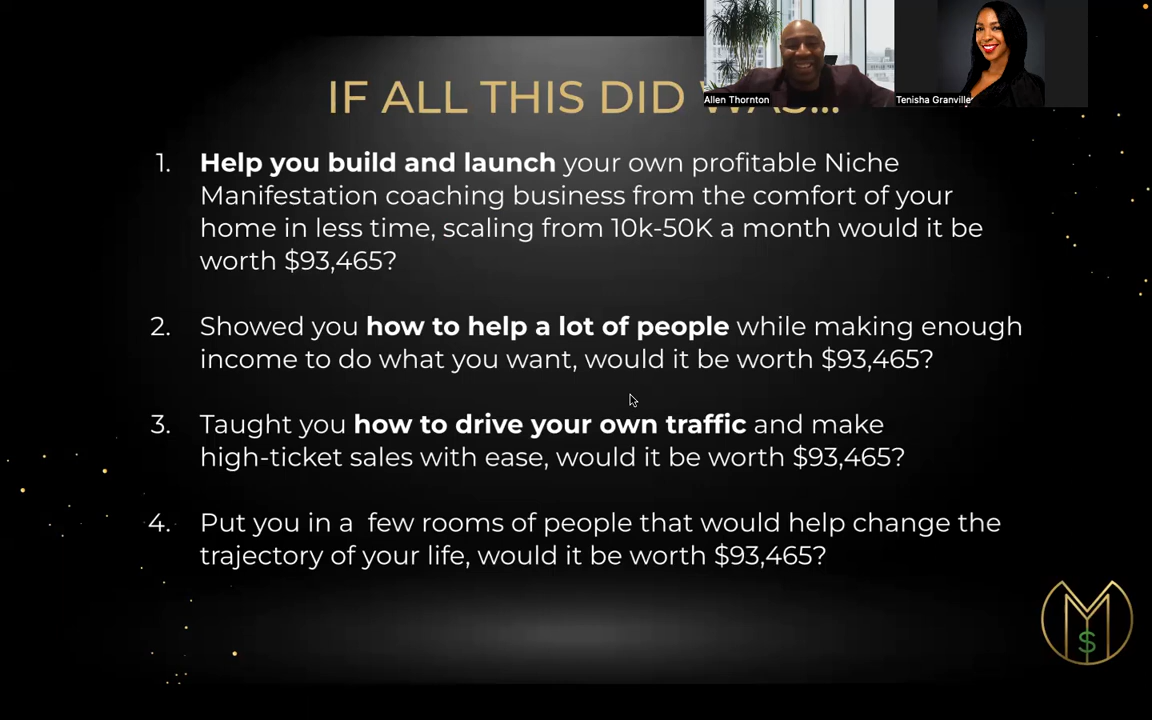 Allen Thornton
Tenisha Granville
IF ALL THIS DID WAS...
1. Help you build and launch your own profitable Niche
Manifestation coaching business from the comfort of your
home in less time, scaling from 10k-50K a month would it be
worth $93,465?
2. Showed you how to help a lot of people while making enough
income to do what you want, would it be worth $93,465?
3. Taught you how to drive your own traffic and make
high-ticket sales with ease, would it be worth $93,465?
4. Put you in a few rooms of people that would help change the
trajectory of your life, would it be worth $93,465?
M
$